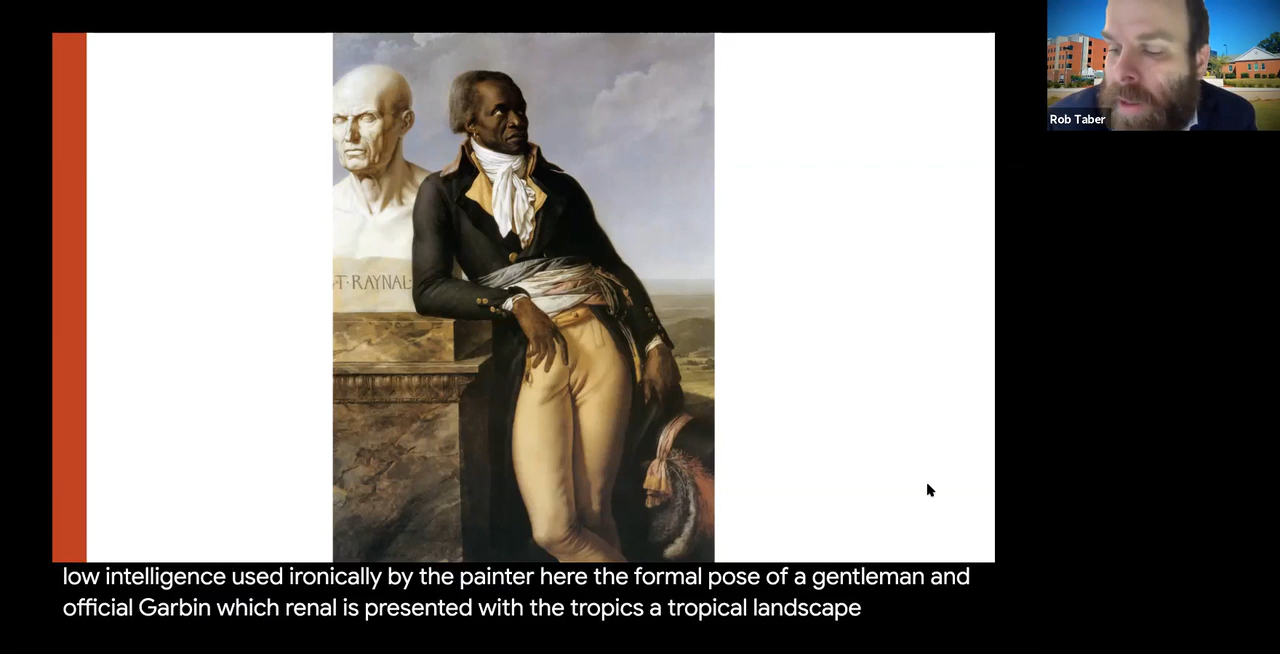 Rob Taber
T·RAYNAL
low intelligence used ironically by the painter here the formal pose of a gentleman and
official Garbin which renal is presented with the tropics a tropical landscape